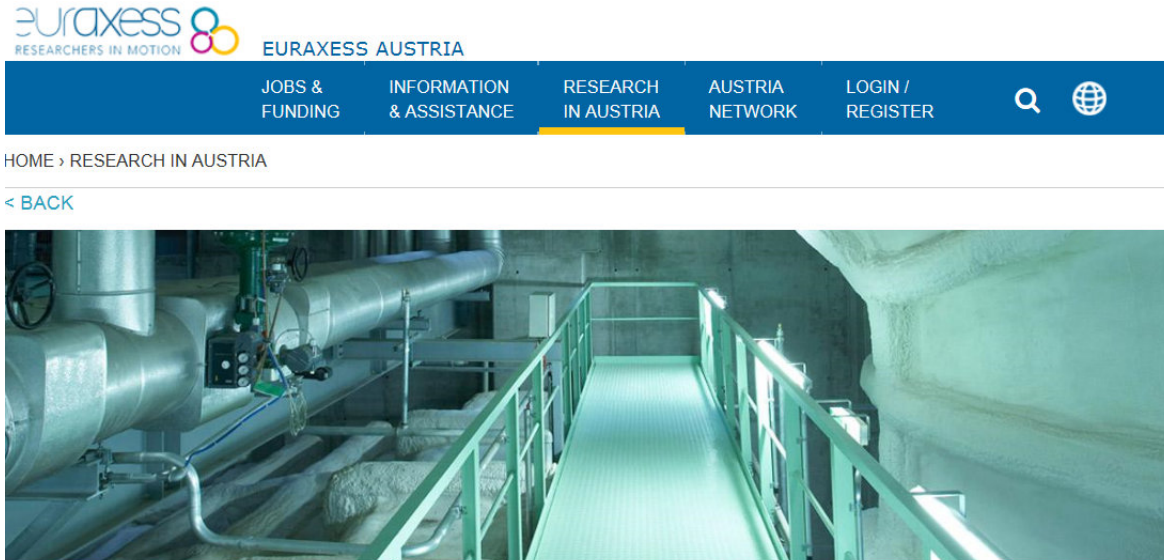 euraxess
RESEARCHERS IN MOTION
EURAXESS AUSTRIA
JOBS &
FUNDING
INFORMATION
& ASSISTANCE
RESEARCH
IN AUSTRIA
AUSTRIA
NETWORK
LOGIN /
REGISTER
HOME › RESEARCH IN AUSTRIA
< BACK